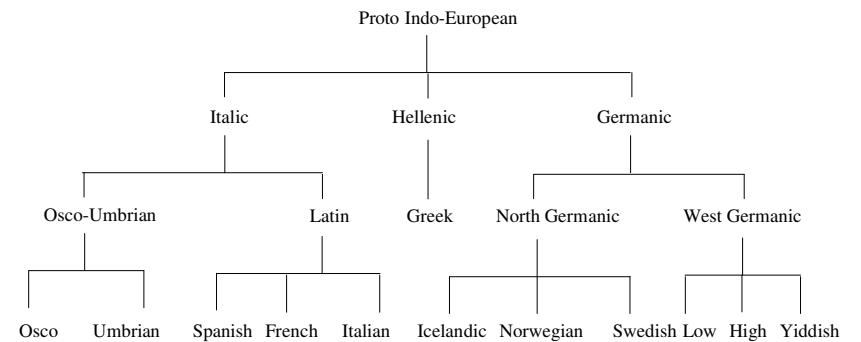 Proto Indo-European
Italic Hellenic Germanic
Osco-Umbrian Latin Greek North Germanic West Germanic
Osco Umbrian Spanish French Italian Icelandic Norwegian Swedish Low High Yiddish